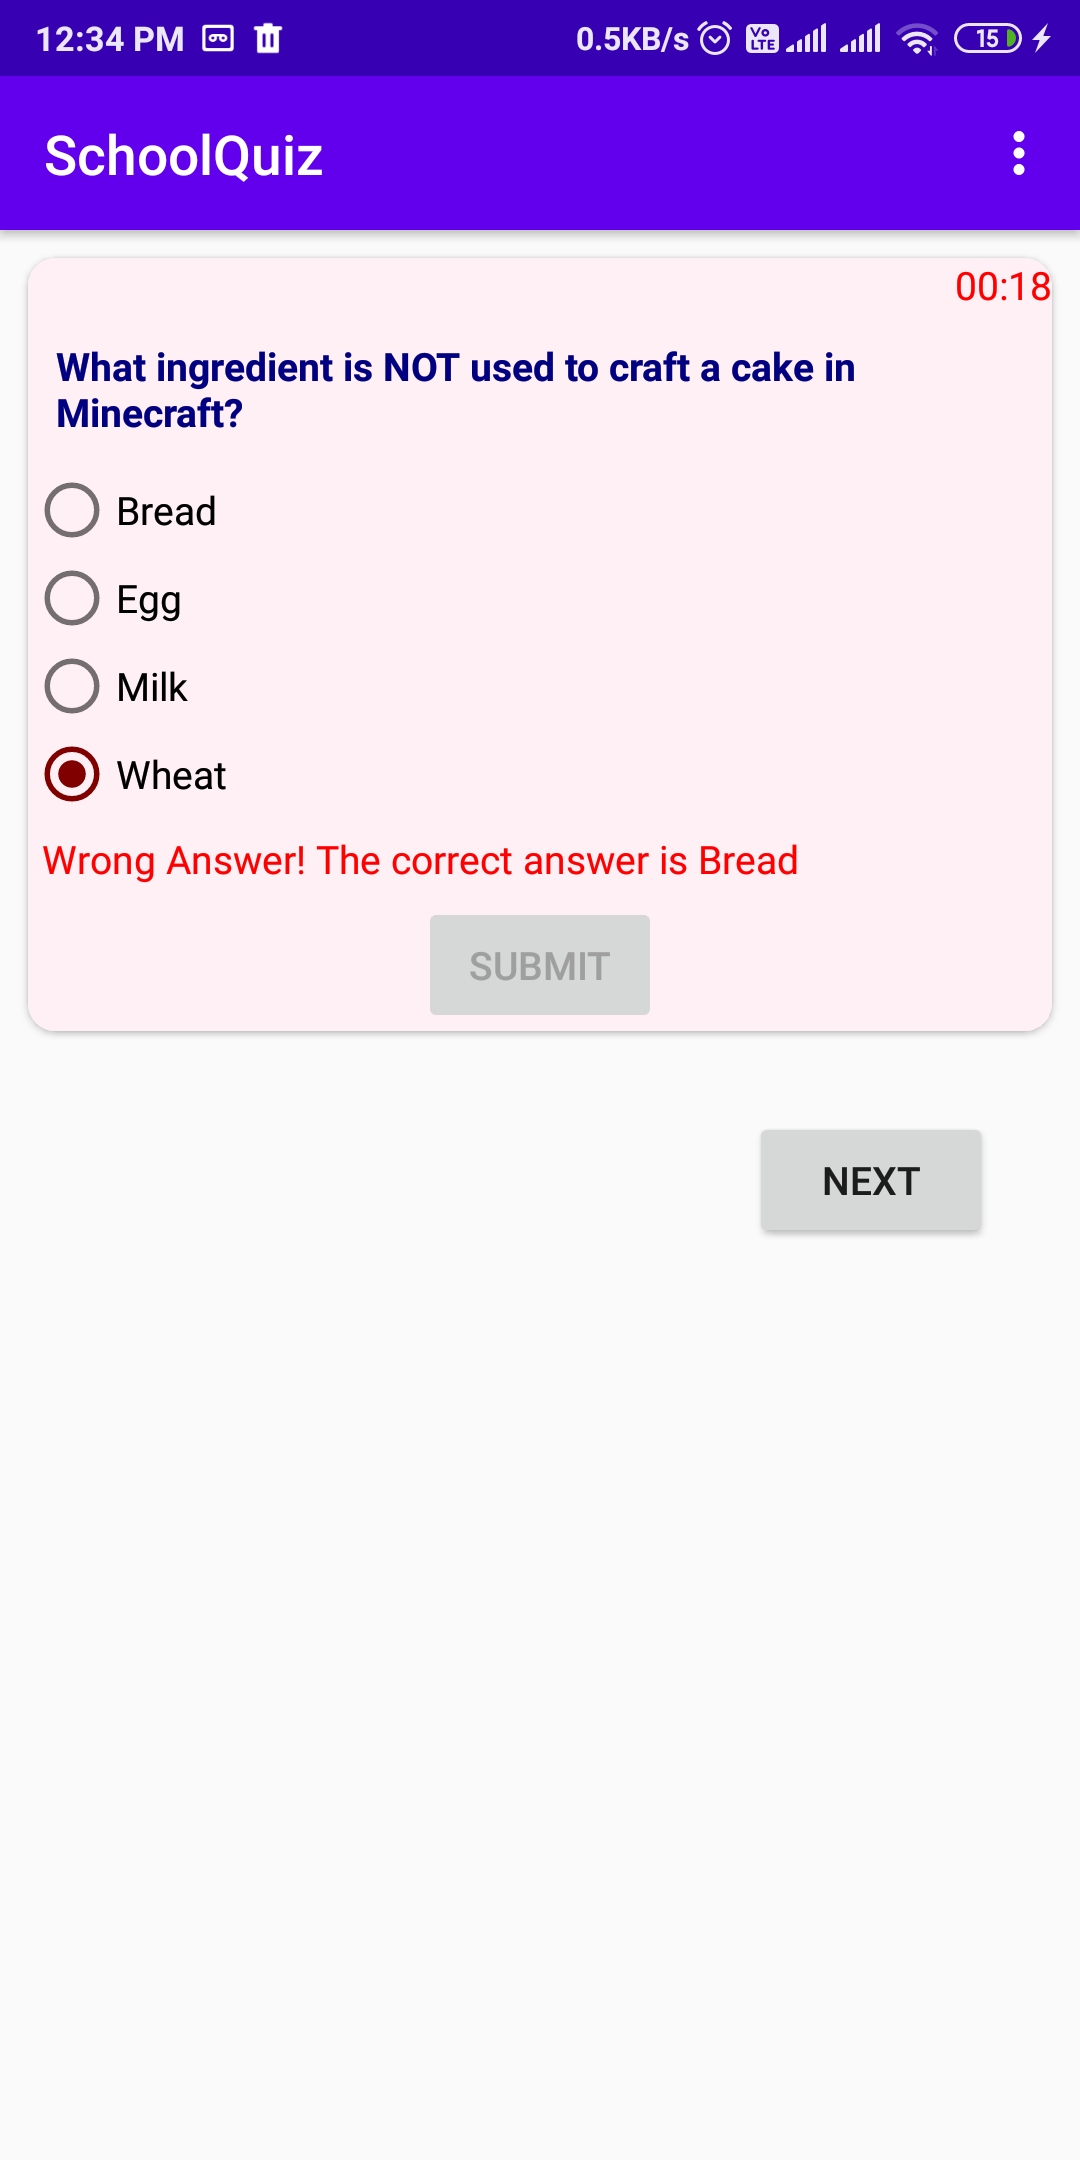 12:34 PM 0.5KB/s Vo LTE 15
SchoolQuiz
00:18
What ingredient is NOT used to craft a cake in
Minecraft?
Bread
Egg
Milk
Wheat
Wrong Answer! The correct answer is Bread
SUBMIT
NEXT